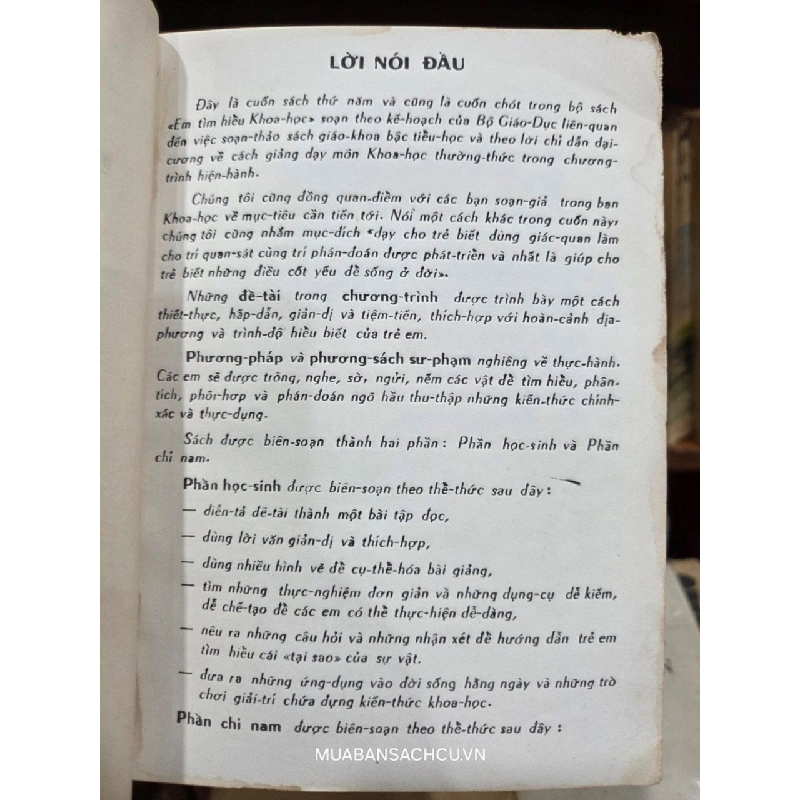 LỜI NÓI ĐẦU
Đây là cuốn sách thứ năm và cũng là cuốn chót trong bộ sách
«Em tìm hiểu Khoa-học» soạn theo kế-hoạch của Bộ Giáo-Dục liên-quan
đến việc soạn-thảo sách giáo-khoa bậc tiểu-học và theo lời chỉ dẫn đại-
cương về cách giảng dạy môn Khoa-học thường-thức trong chương-
trình hiện-hành.
Chúng tôi cũng đồng quan-điểm với các bạn soạn-giả trong ban
Khoa-học về mục-tiêu cần tiến tới. Nói một cách khác trong cuốn này,
chúng tôi cũng nhắm mục-đích «dạy cho trẻ biết dùng giác-quan làm
cho trí quan-sát cùng trí phán-đoán được phát-triển và nhất là giúp cho
trẻ biết những điều cốt yếu để sống ở đời».
Những đề-tài trong chương-trình được trình bày một cách
thiết-thực, hấp-dẫn, giản-dị và tiệm-tiến, thích-hợp với hoàn-cảnh địa-
phương và trình-độ hiểu biết của trẻ em.
Phương-pháp và phương-sách sư-phạm nghiêng về thực-hành.
Các em sẽ được trông, nghe, sờ, ngửi, nếm các vật để tìm hiểu, phân-
tích, phối-hợp và phán-đoán ngõ hầu thu-thập những kiến-thức chính-
xác và thực-dụng.
Sách được biên-soạn thành hai phần : Phần học-sinh và Phần
chỉ nam.
Phần học-sinh được biên-soạn theo thể-thức sau đây :
— diễn-tả đề-tài thành một bài tập đọc,
— dùng lời văn giản-dị và thích-hợp,
— dùng nhiều hình vẽ để cụ-thể-hóa bài giảng,
— tìm những thực-nghiệm đơn giản và những dụng-cụ dễ kiếm,
dễ chế-tạo để các em có thể thực-hiện dễ-dàng,
— nêu ra những câu hỏi và những nhận xét để hướng dẫn trẻ em
tìm hiểu cái «tại sao» của sự vật.
— đưa ra những ứng-dụng vào đời sống hằng ngày và những trò
chơi giải-trí chứa đựng kiến-thức khoa-học.
Phần chỉ nam được biên-soạn theo thể-thức sau đây :
MUABANSACHCU.VN